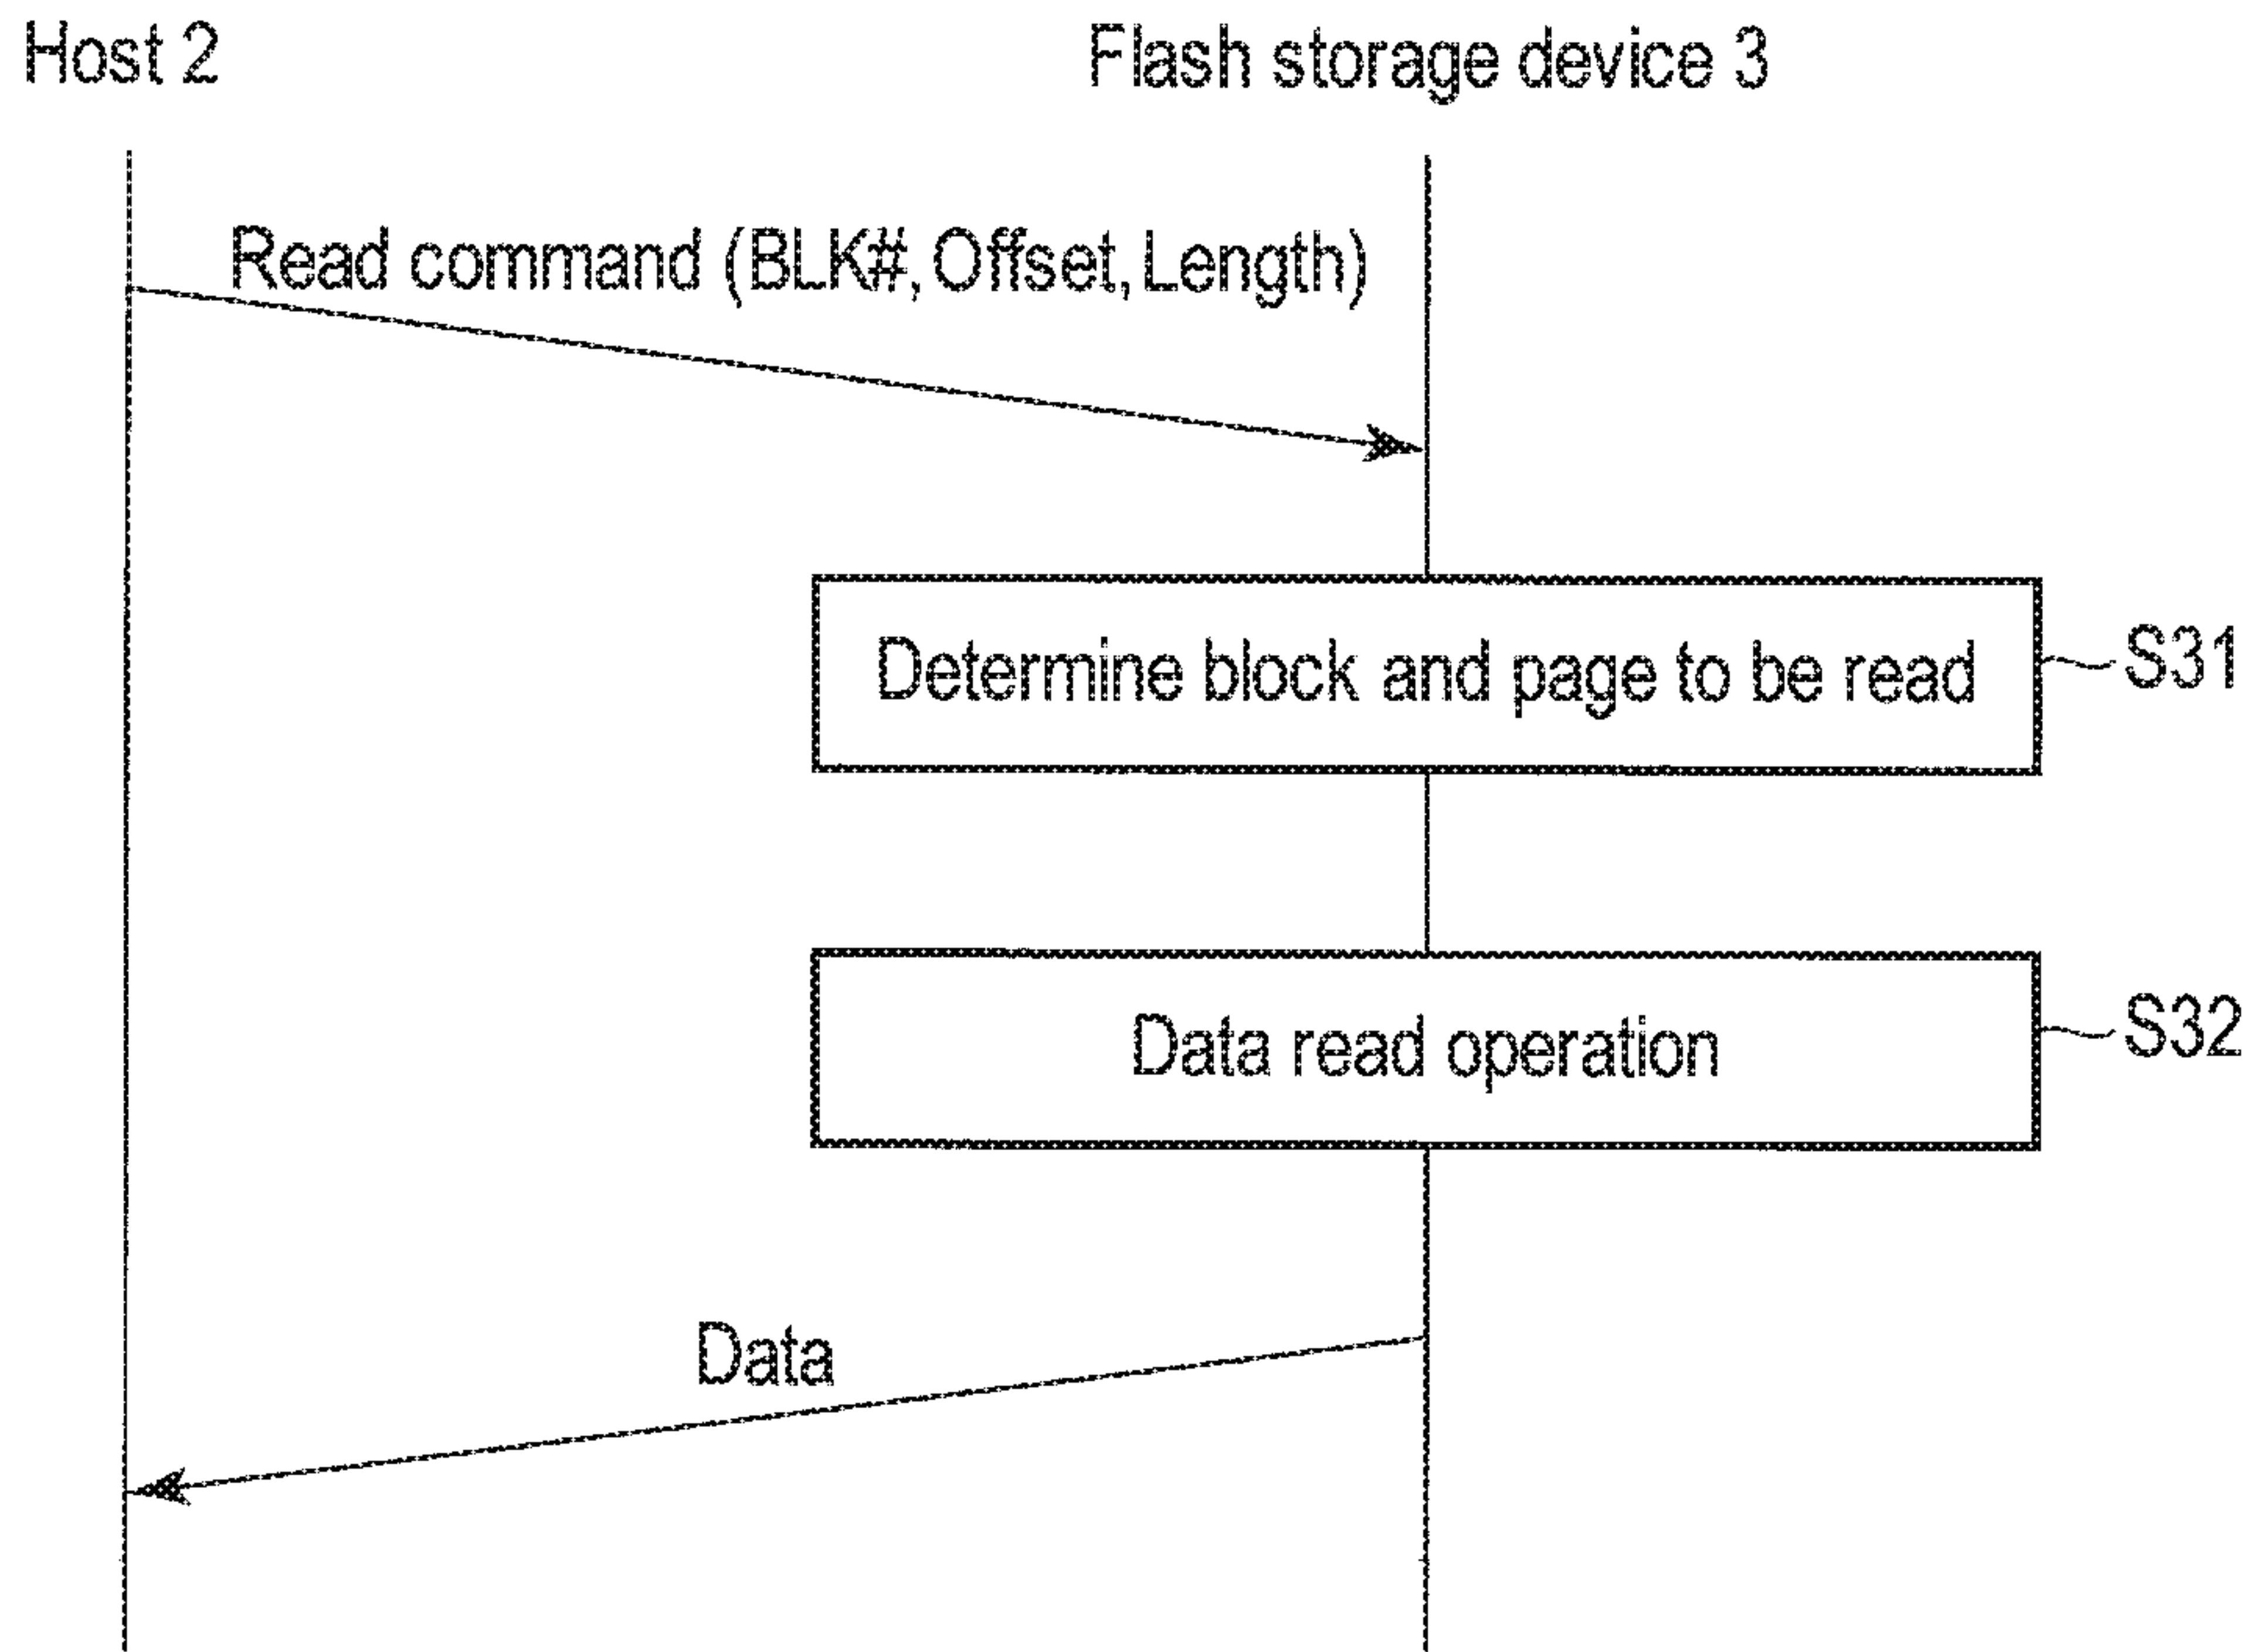 Host 2
Flash storage device 3
Read command (BLK#, Offset, Length)
Determine block and page to be read
S31
Data read operation
S32
Data